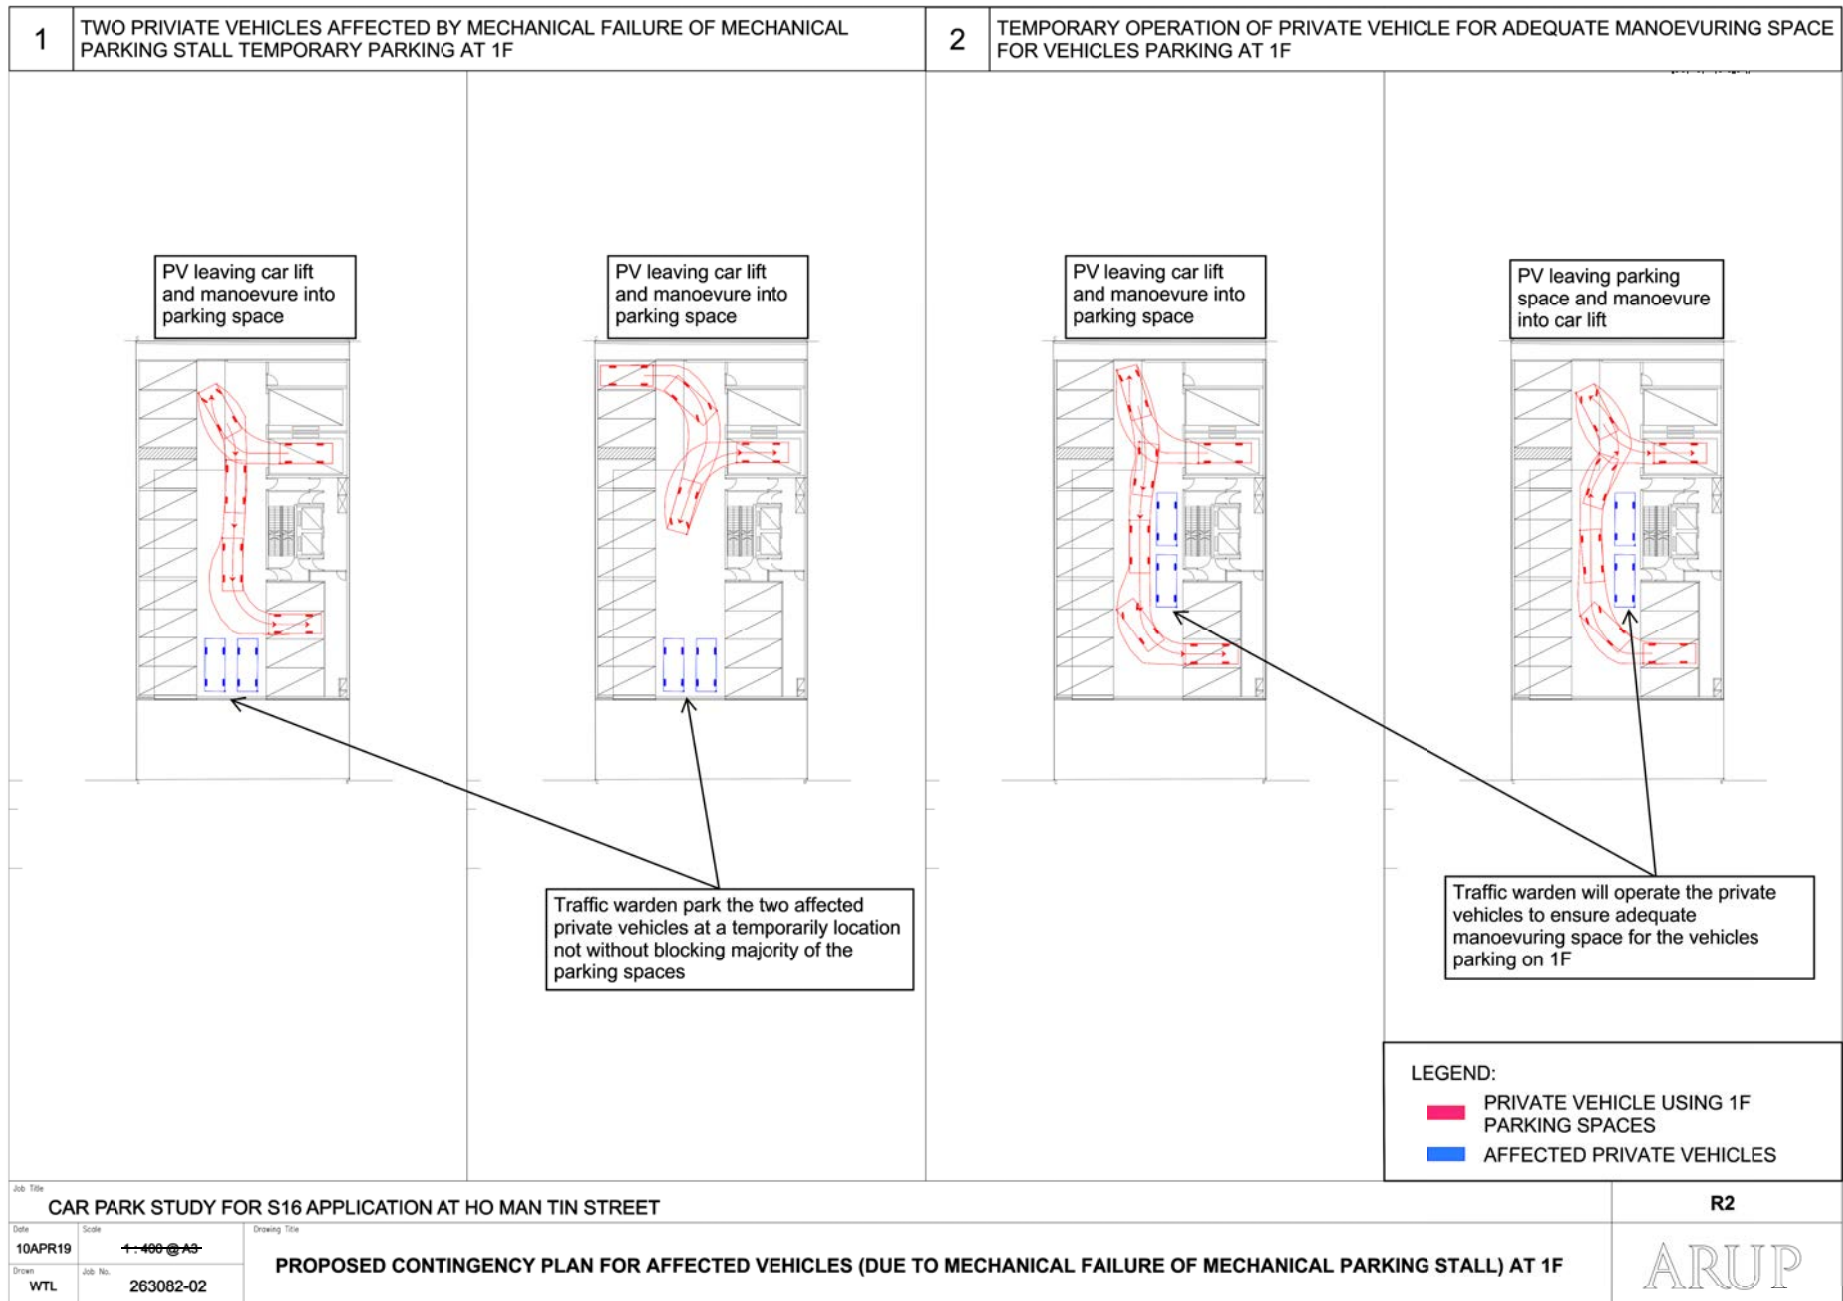 1
TWO PRIVIATE VEHICLES AFFECTED BY MECHANICAL FAILURE OF MECHANICAL
PARKING STALL TEMPORARY PARKING AT 1F
2
TEMPORARY OPERATION OF PRIVATE VEHICLE FOR ADEQUATE MANOEVURING SPACE
FOR VEHICLES PARKING AT 1F
PV leaving car lift
and manoevure into
parking space
PV leaving car lift
and manoevure into
parking space
PV leaving car lift
and manoevure into
parking space
PV leaving parking
space and manoevure
into car lift
Traffic warden park the two affected
private vehicles at a temporarily location
not without blocking majority of the
parking spaces
Traffic warden will operate the private
vehicles to ensure adequate
manoevuring space for the vehicles
parking on 1F
LEGEND:
PRIVATE VEHICLE USING 1F
PARKING SPACES
AFFECTED PRIVATE VEHICLES
Job Title
CAR PARK STUDY FOR S16 APPLICATION AT HO MAN TIN STREET
R2
Date
10APR19
Scale
1 : 400 @ A3
Drawing Title
PROPOSED CONTINGENCY PLAN FOR AFFECTED VEHICLES (DUE TO MECHANICAL FAILURE OF MECHANICAL PARKING STALL) AT 1F
Drawn
WTL
Job No.
263082-02
ARUP